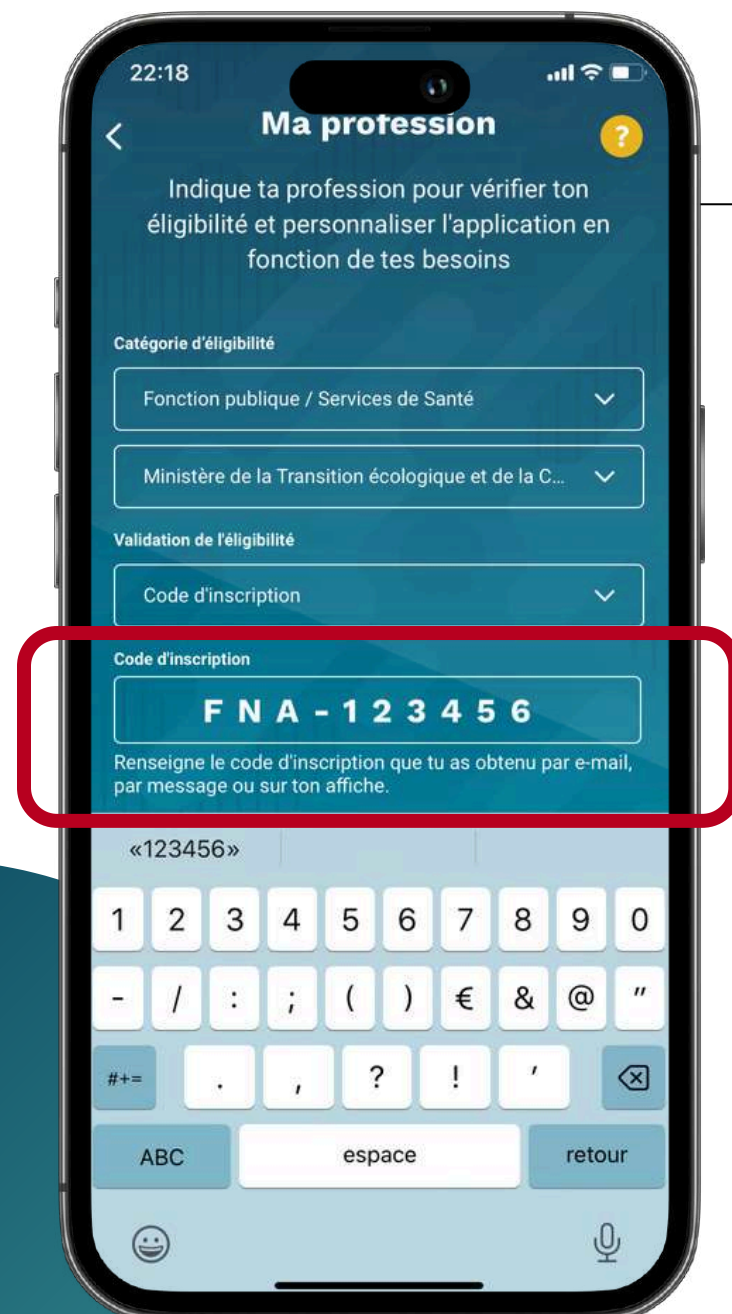 22:18
Ma profession
?
Indique ta profession pour vérifier ton
éligibilité et personnaliser l'application en
fonction de tes besoins
Catégorie d'éligibilité
Fonction publique / Services de Santé
Ministère de la Transition écologique et de la C...
Validation de l'éligibilité
Code d'inscription
Code d'inscription
FNA-123456
Renseigne le code d'inscription que tu as obtenu par e-mail,
par message ou sur ton affiche.
«123456»
1 2 3 4 5 6 7 8 9 0
- / : ; ( ) € & @ "
#+= . , ? ! '
ABC espace retour